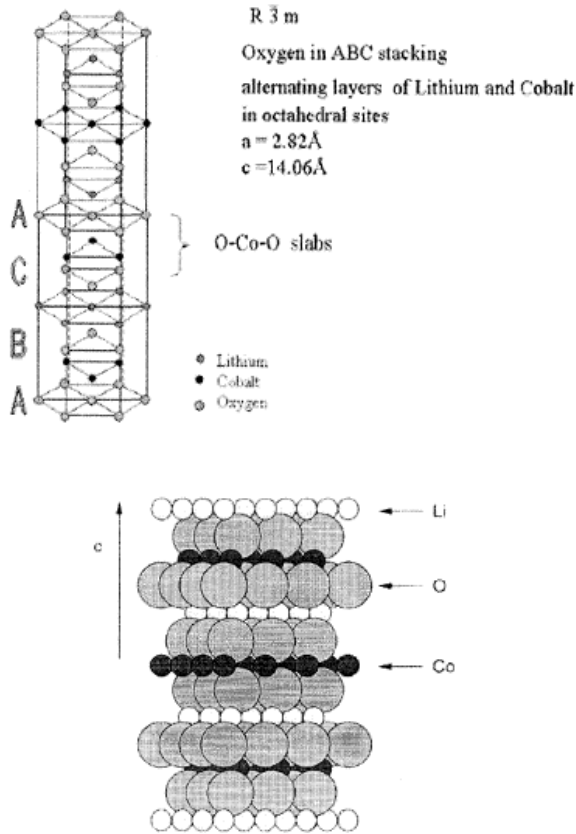 R 3̅ m
Oxygen in ABC stacking
alternating layers of Lithium and Cobalt
in octahedral sites
a = 2.82Å
c =14.06Å
A
O-Co-O slabs
C
B
Lithium
Cobalt
A
Oxygen
Li
c
O
Co